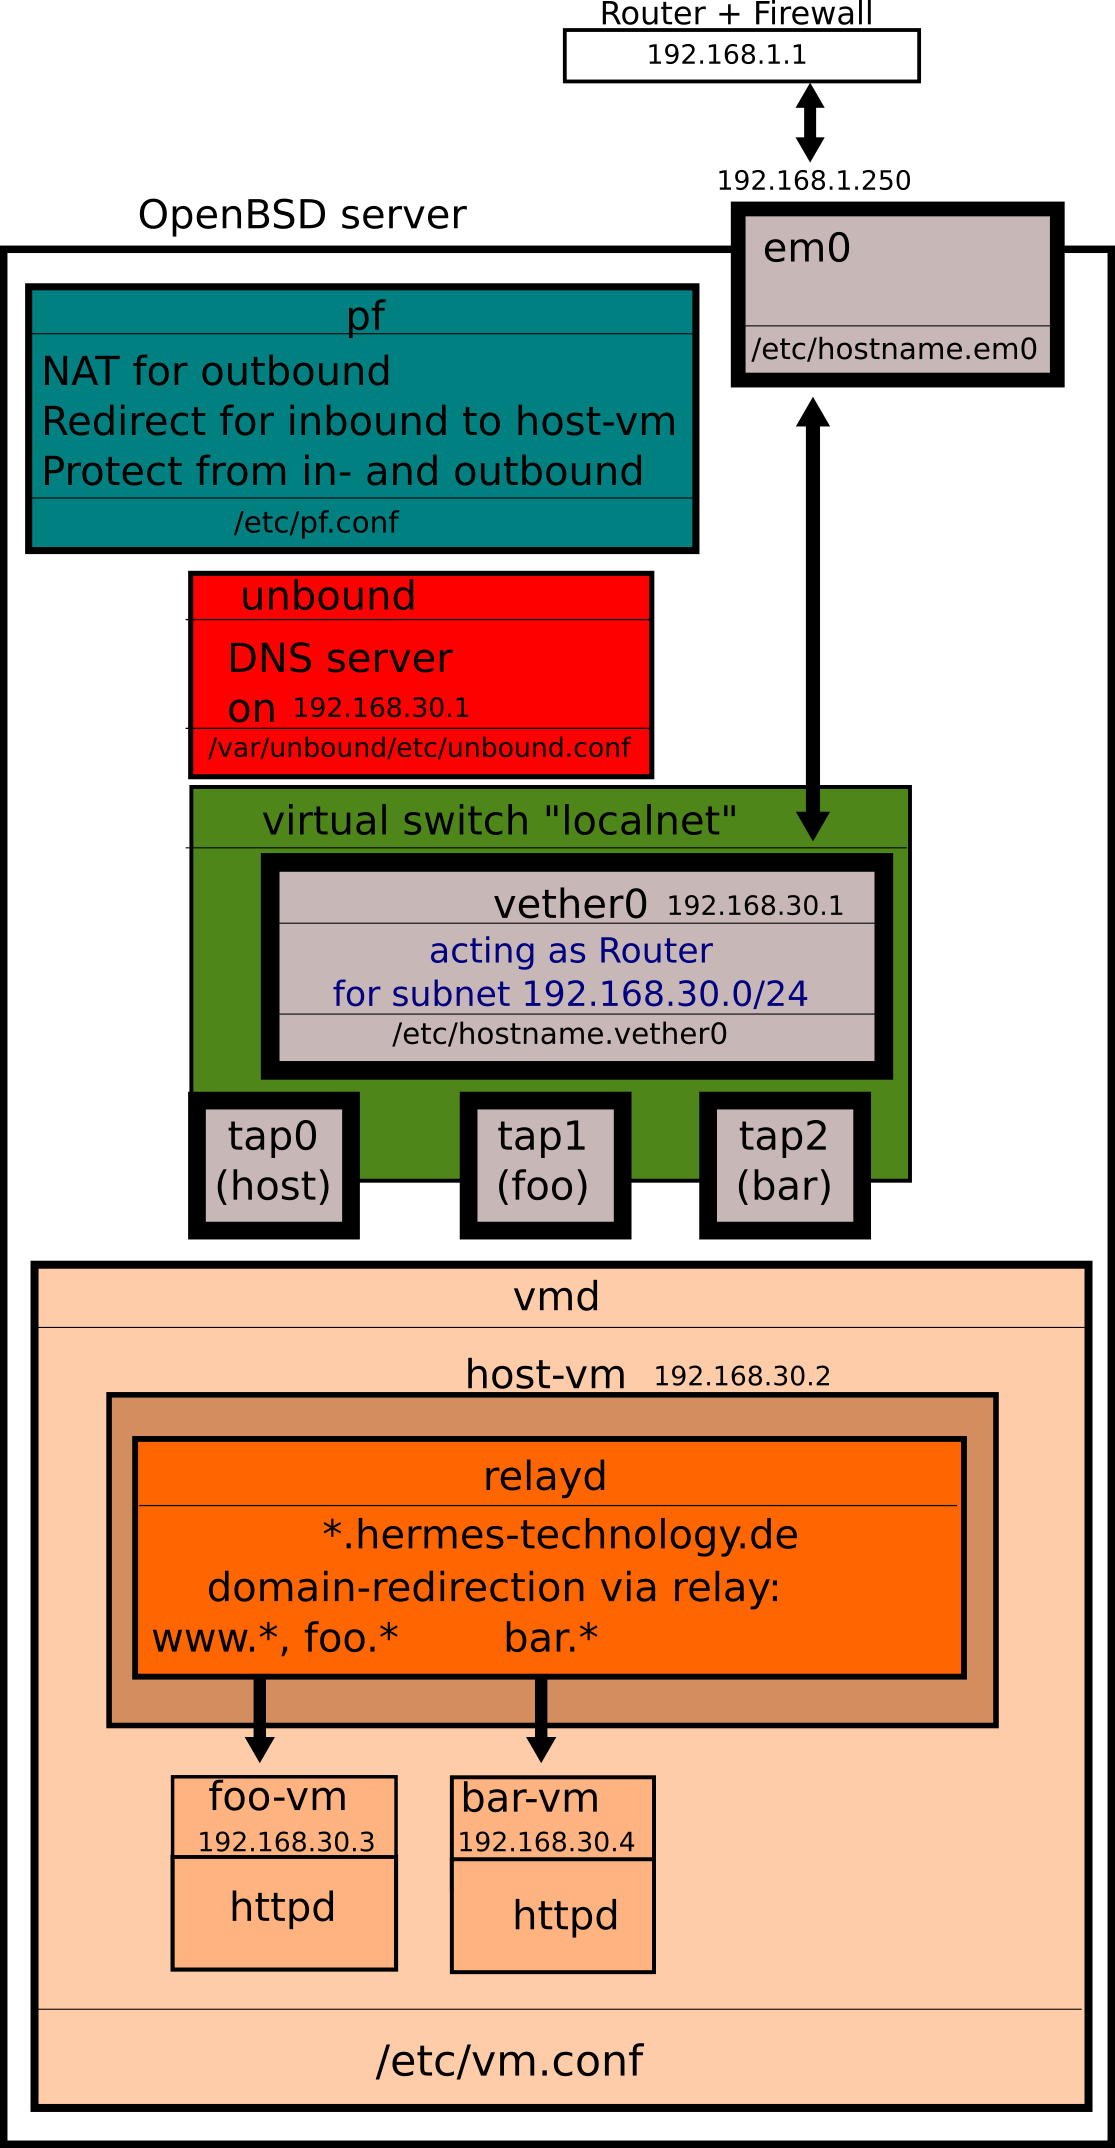 Router + Firewall
192.168.1.1
192.168.1.250
OpenBSD server
em0
/etc/hostname.em0
pf
NAT for outbound
Redirect for inbound to host-vm
Protect from in- and outbound
/etc/pf.conf
unbound
DNS server
on 192.168.30.1
/var/unbound/etc/unbound.conf
virtual switch "localnet"
vether0 192.168.30.1
acting as Router
for subnet 192.168.30.0/24
/etc/hostname.vether0
tap0
(host)
tap1
(foo)
tap2
(bar)
vmd
host-vm 192.168.30.2
relayd
*.hermes-technology.de
domain-redirection via relay:
www.*, foo.* bar.*
foo-vm
192.168.30.3
httpd
bar-vm
192.168.30.4
httpd
/etc/vm.conf